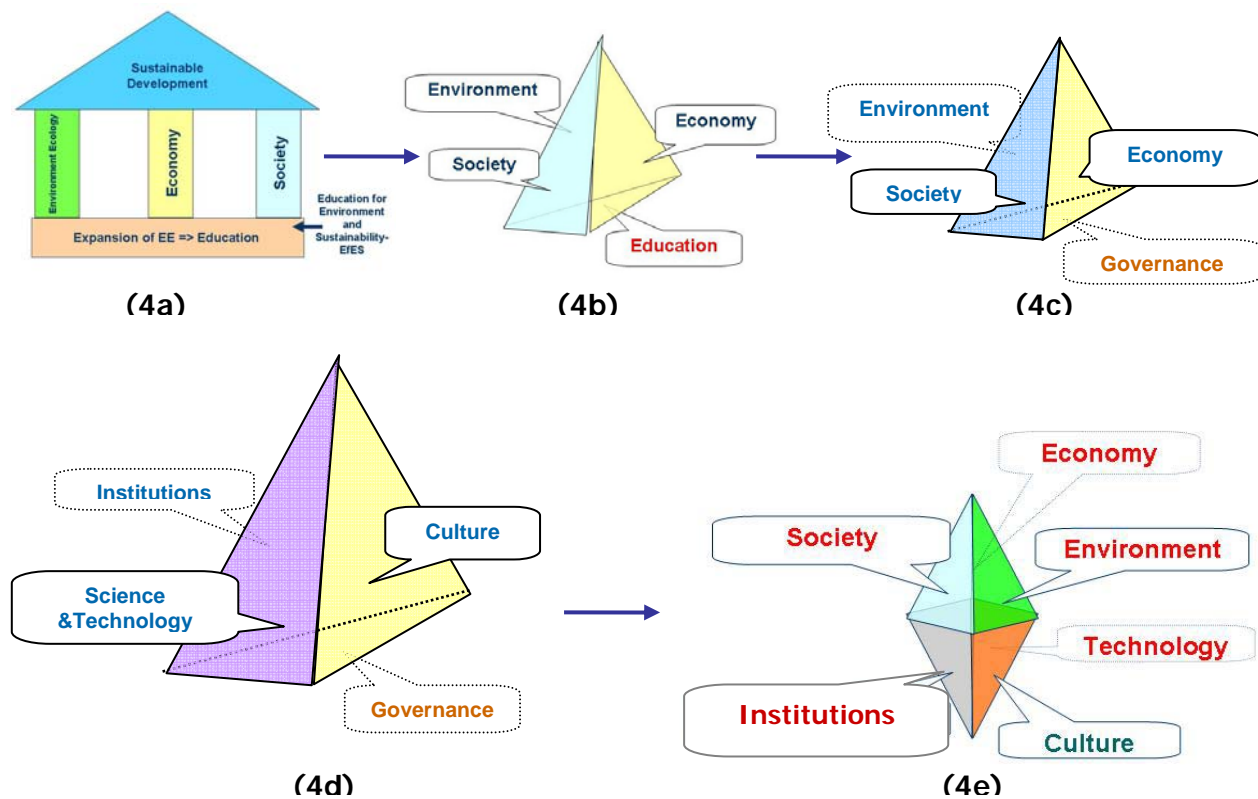 Sustainable
Development
Environment Ecology
Economy
Society
Expansion of EE => Education
Education for
Environment
and
Sustainability-
EfES
(4a)
Environment
Economy
Society
Education
(4b)
Environment
Economy
Society
Governance
(4c)
Institutions
Culture
Science
&Technology
Governance
(4d)
Economy
Society
Environment
Technology
Institutions
Culture
(4e)